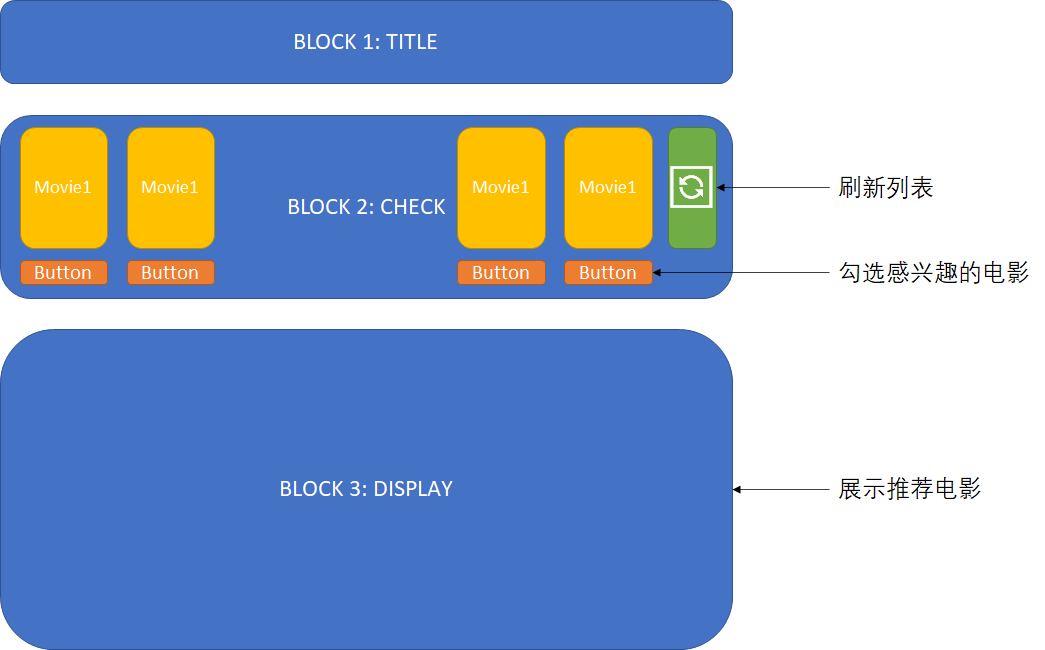 BLOCK 1: TITLE
Movie1
Movie1
BLOCK 2: CHECK
Movie1
Movie1
刷新列表
Button
Button
Button
Button
勾选感兴趣的电影
BLOCK 3: DISPLAY
展示推荐电影